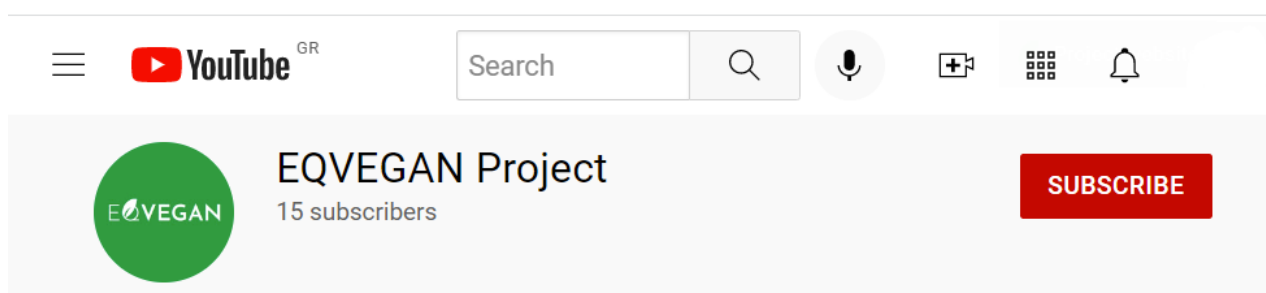 YouTube GR
Search
EQVEGAN
EQVEGAN Project
15 subscribers
SUBSCRIBE